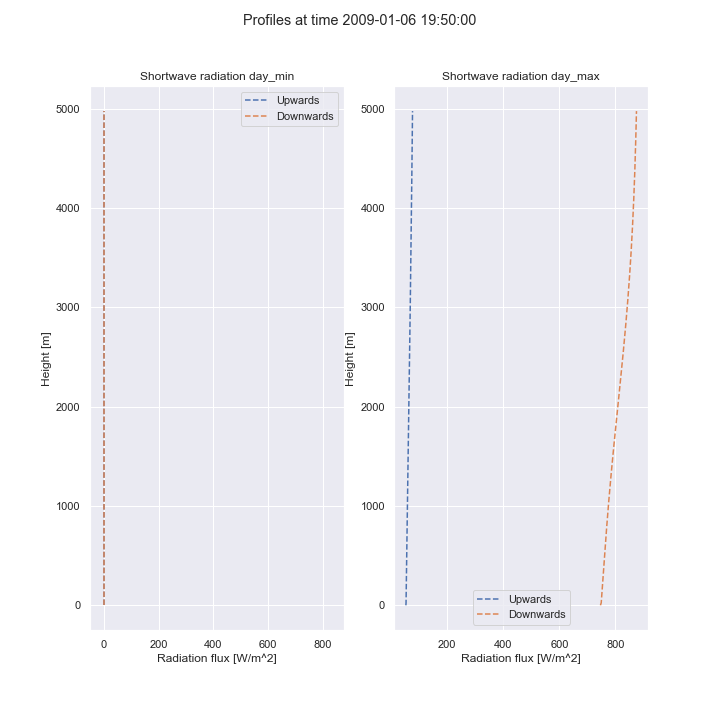 Profiles at time 2009-01-06 19:50:00
Shortwave radiation day_min
Upwards
Downwards
5000
4000
3000
2000
1000
0
Height [m]
0 200 400 600 800
Radiation flux [W/m^2]
Shortwave radiation day_max
5000
4000
3000
2000
1000
0
Height [m]
Upwards
Downwards
200 400 600 800
Radiation flux [W/m^2]